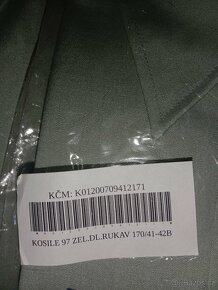 KČM: K01200709412171
KOSILE 97 ZEL.DL.RUKAV 170/41-42B